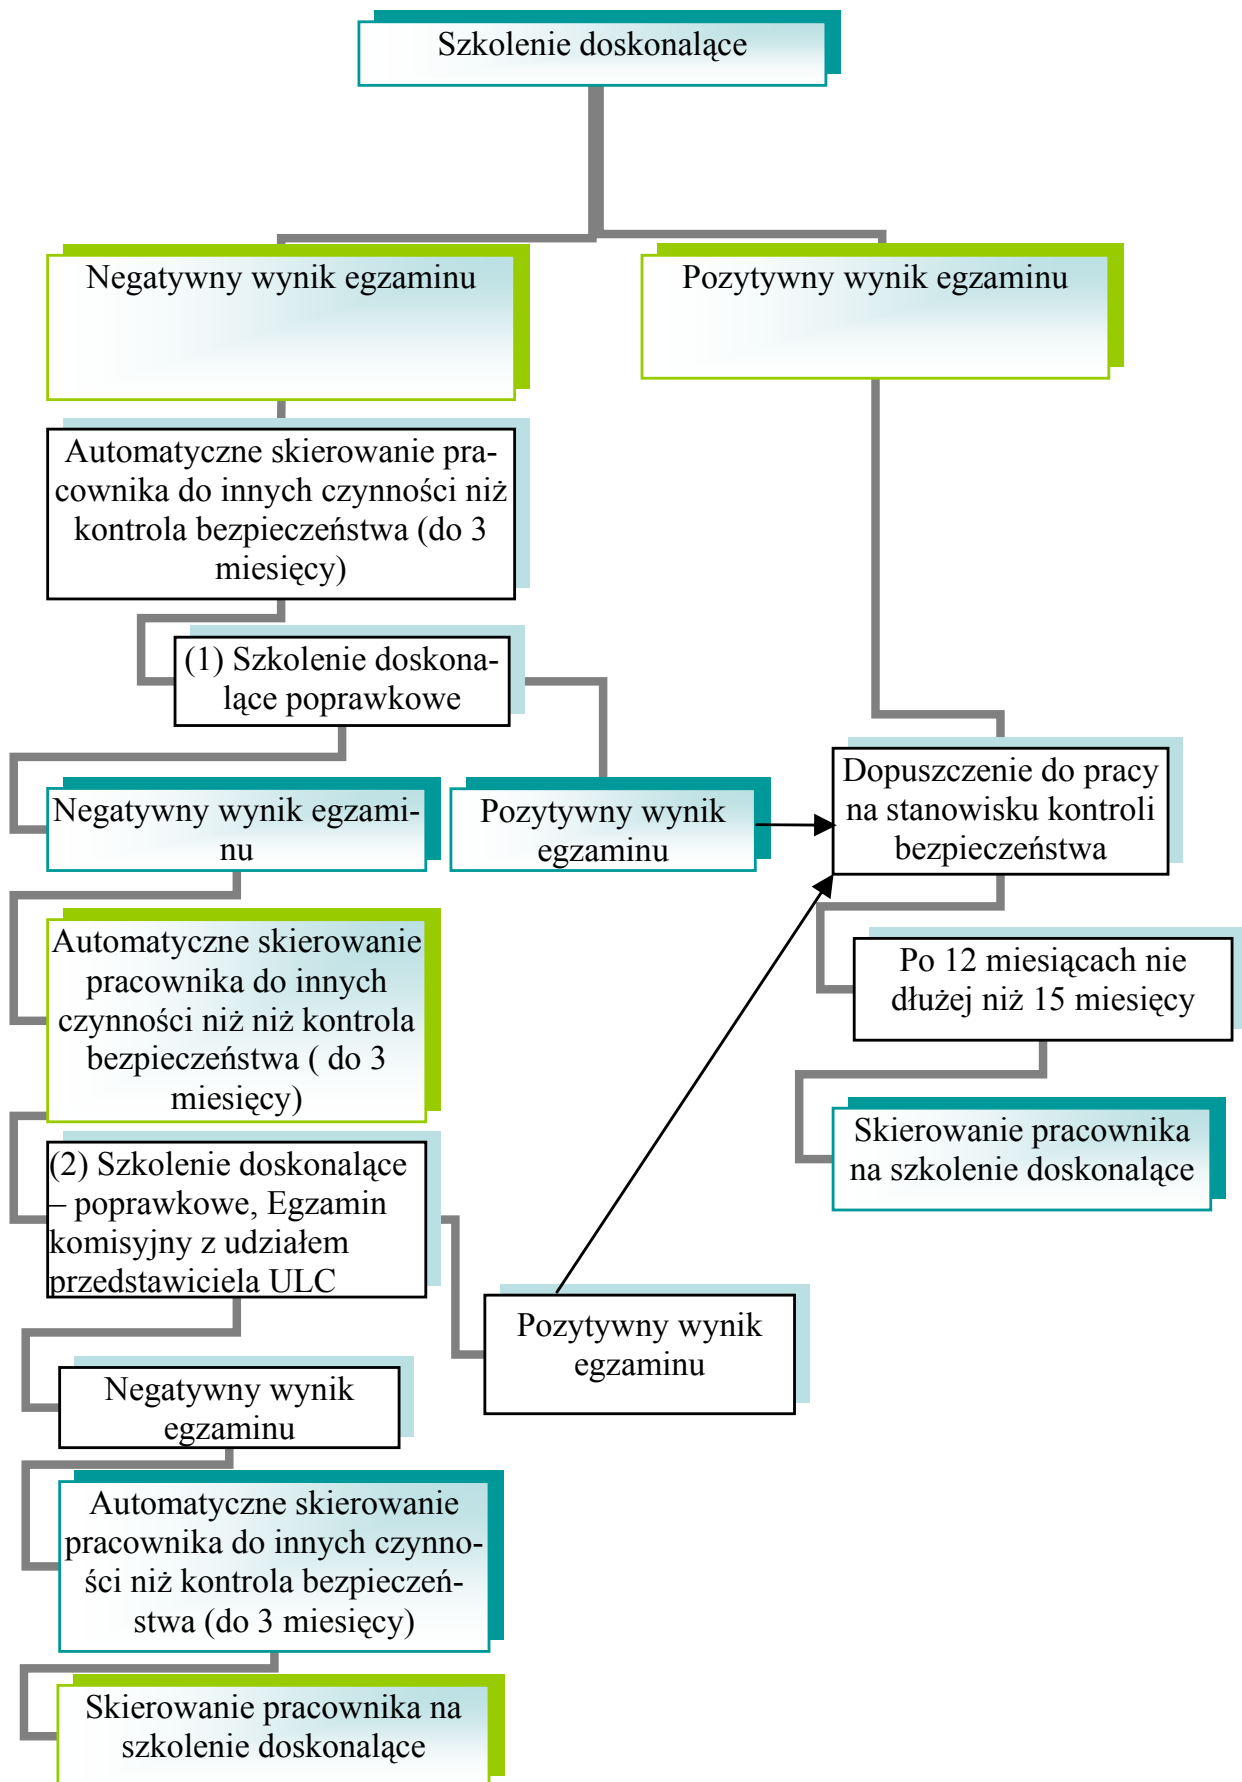 Szkolenie doskonalące
Negatywny wynik egzaminu
Pozytywny wynik egzaminu
Automatyczne skierowanie pra-
cownika do innych czynności niż
kontrola bezpieczeństwa (do 3
miesięcy)
(1) Szkolenie doskona-
lące poprawkowe
Negatywny wynik egzami-
nu
Pozytywny wynik
egzaminu
Dopuszczenie do pracy
na stanowisku kontroli
bezpieczeństwa
Automatyczne skierowanie
pracownika do innych
czynności niż niż kontrola
bezpieczeństwa ( do 3
miesięcy)
Po 12 miesiącach nie
dłużej niż 15 miesięcy
Skierowanie pracownika
na szkolenie doskonalące
(2) Szkolenie doskonalące
– poprawkowe, Egzamin
komisyjny z udziałem
przedstawiciela ULC
Pozytywny wynik
egzaminu
Negatywny wynik
egzaminu
Automatyczne skierowanie
pracownika do innych czynno-
ści niż kontrola bezpieczeń-
stwa (do 3 miesięcy)
Skierowanie pracownika na
szkolenie doskonalące